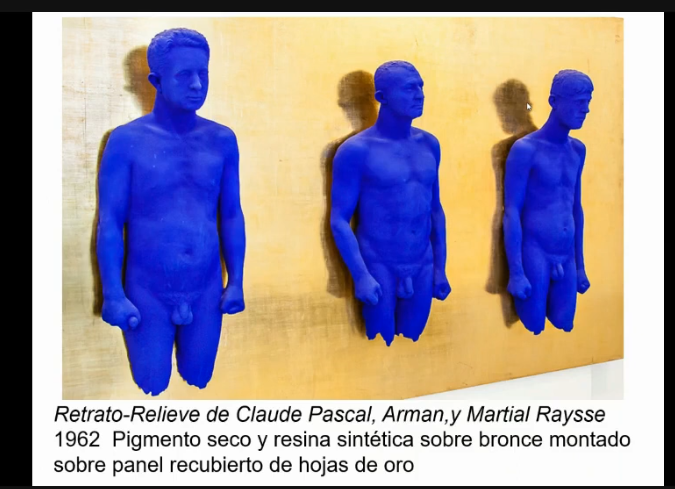 Retrato-Relieve de Claude Pascal, Arman,y Martial Raysse
1962 Pigmento seco y resina sintética sobre bronce montado
sobre panel recubierto de hojas de oro